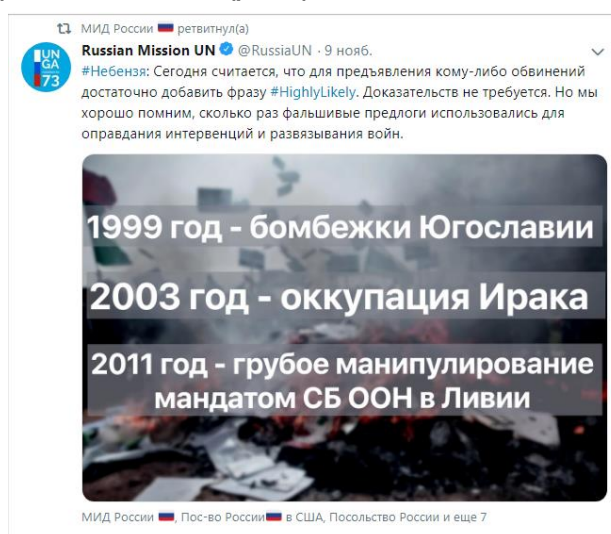 МИД России ретвитнул(а)
Russian Mission UN @RussiaUN · 9 нояб.
UN
GA
73
#Небензя: Сегодня считается, что для предъявления кому-либо обвинений
достаточно добавить фразу #HighlyLikely. Доказательств не требуется. Но мы
хорошо помним, сколько раз фальшивые предлоги использовались для
оправдания интервенций и развязывания войн.
1999 год - бомбежки Югославии
2003 год - оккупация Ирака
2011 год - грубое манипулирование
мандатом СБ ООН в Ливии
МИД России, Пос-во России в США, Посольство России и еще 7